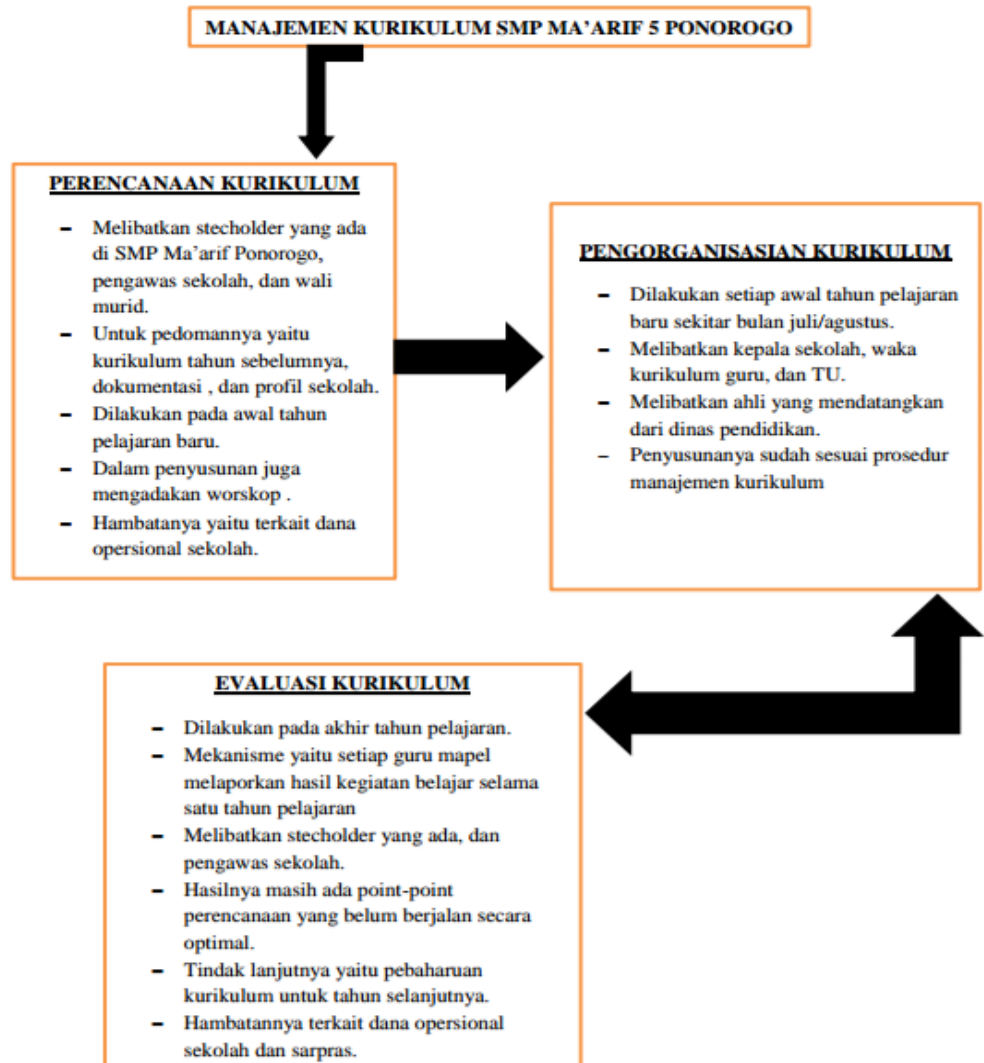 MANAJEMEN KURIKULUM SMP MA'ARIF 5 PONOROGO
PERENCANAAN KURIKULUM
- Melibatkan stecholder yang ada
di SMP Ma'arif Ponorogo,
pengawas sekolah, dan wali
murid.
- Untuk pedomannya yaitu
kurikulum tahun sebelumnya,
dokumentasi , dan profil sekolah.
- Dilakukan pada awal tahun
pelajaran baru.
- Dalam penyusunan juga
mengadakan worskop .
- Hambatanya yaitu terkait dana
opersional sekolah.
PENGORGANISASIAN KURIKULUM
- Dilakukan setiap awal tahun pelajaran
baru sekitar bulan juli/agustus.
- Melibatkan kepala sekolah, waka
kurikulum guru, dan TU.
- Melibatkan ahli yang mendatangkan
dari dinas pendidikan.
- Penyusunanya sudah sesuai prosedur
manajemen kurikulum
EVALUASI KURIKULUM
- Dilakukan pada akhir tahun pelajaran.
- Mekanisme yaitu setiap guru mapel
melaporkan hasil kegiatan belajar selama
satu tahun pelajaran
- Melibatkan stecholder yang ada, dan
pengawas sekolah.
- Hasilnya masih ada point-point
perencanaan yang belum berjalan secara
optimal.
- Tindak lanjutnya yaitu pebaharuan
kurikulum untuk tahun selanjutnya.
- Hambatannya terkait dana opersional
sekolah dan sarpras.